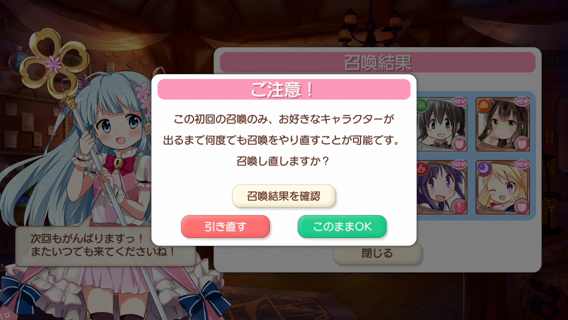 召喚結果
ご注意！
この初回の召喚のみ、お好きなキャラクターが
出るまで何度でも召喚をやり直すことが可能です。
召喚し直しますか？
召喚結果を確認
引き直す
このままOK
次回もがんばりますっ！
またいつでも来てくださいね！
閉じる
NEW
NEW